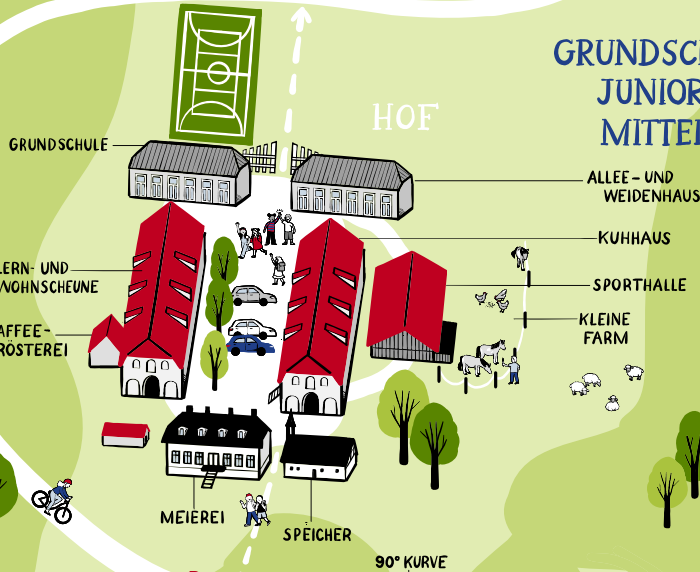 GRUNDSCH
JUNIOR
MITTE
HOF
GRUNDSCHULE
ALLEE- UND
WEIDENHAUS
KUHHAUS
LERN- UND
WOHNSCHEUNE
SPORTHALLE
KLEINE
FARM
AFFEE-
RÖSTEREI
MEIEREI
SPEICHER
90° KURVE